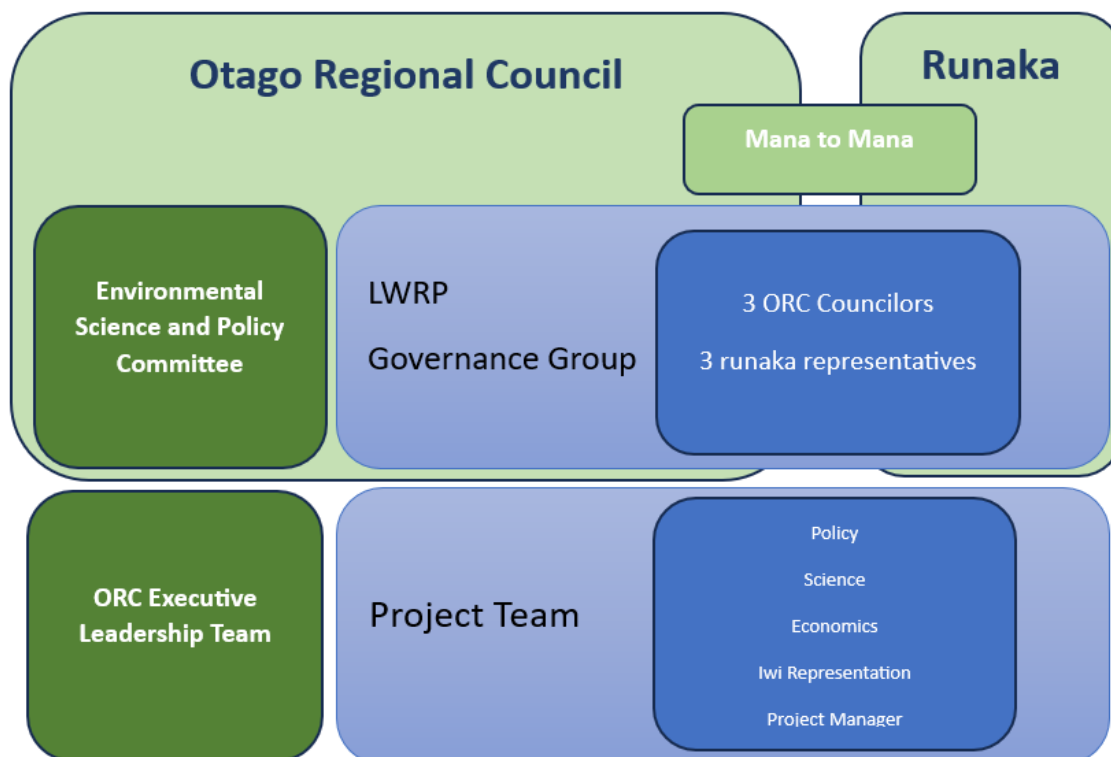 Otago Regional Council
Runaka
Mana to Mana
Environmental
Science and Policy
Committee
LWRP
Governance Group
3 ORC Councilors
3 runaka representatives
ORC Executive
Leadership Team
Project Team
Policy
Science
Economics
Iwi Representation
Project Manager